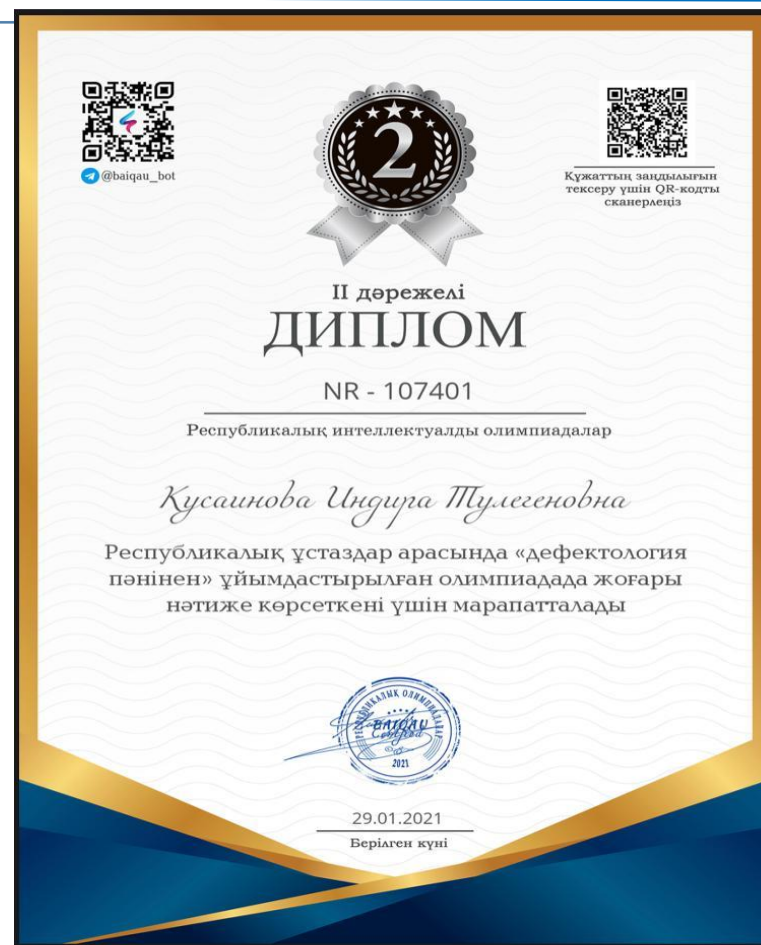 @baiqau_bot
2
Құжаттың заңдылығын
тексеру үшін QR-кодты
сканерлеңіз
II дәрежелі
ДИПЛОМ
NR - 107401
Республикалық интеллектуалды олимпиадалар
Кусаинова Индира Тулегеновна
Республикалық ұстаздар арасында «дефектология
пәнінен» ұйымдастырылған олимпиадада жоғары
нәтиже көрсеткені үшін марапатталады
РЕСПУБЛИКАЛЫҚ ОЛИМПИАДАЛАР
BAIQAU
2021
29.01.2021
Берілген күні